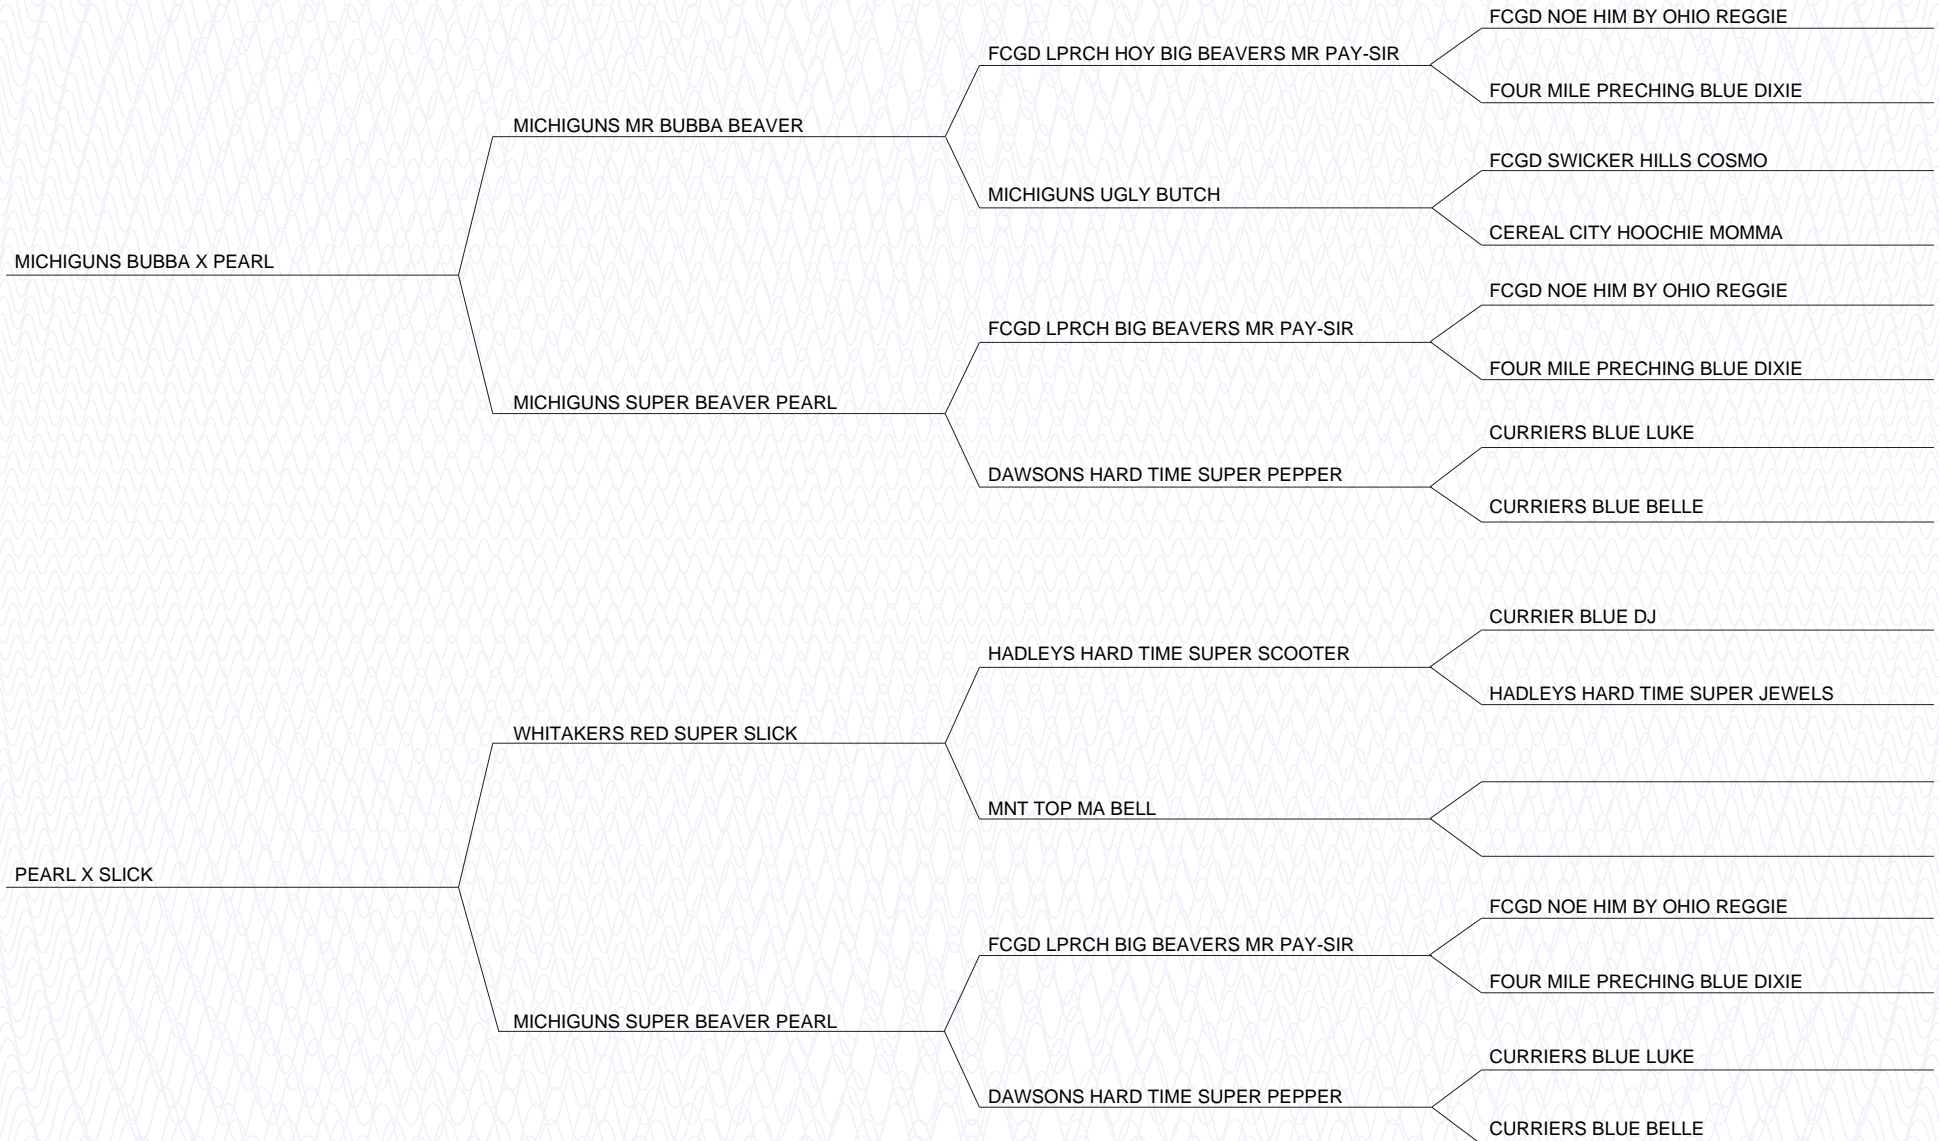 FCGD NOE HIM BY OHIO REGGIE
FCGD LPRCH HOY BIG BEAVERS MR PAY-SIR
FOUR MILE PRECHING BLUE DIXIE
MICHIGUNS MR BUBBA BEAVER
FCGD SWICKER HILLS COSMO
MICHIGUNS UGLY BUTCH
CEREAL CITY HOOCHIE MOMMA
MICHIGUNS BUBBA X PEARL
FCGD NOE HIM BY OHIO REGGIE
FCGD LPRCH BIG BEAVERS MR PAY-SIR
FOUR MILE PRECHING BLUE DIXIE
MICHIGUNS SUPER BEAVER PEARL
CURRIERS BLUE LUKE
DAWSONS HARD TIME SUPER PEPPER
CURRIERS BLUE BELLE
CURRIER BLUE DJ
HADLEYS HARD TIME SUPER SCOOTER
HADLEYS HARD TIME SUPER JEWELS
WHITAKERS RED SUPER SLICK
MNT TOP MA BELL
PEARL X SLICK
FCGD NOE HIM BY OHIO REGGIE
FCGD LPRCH BIG BEAVERS MR PAY-SIR
FOUR MILE PRECHING BLUE DIXIE
MICHIGUNS SUPER BEAVER PEARL
CURRIERS BLUE LUKE
DAWSONS HARD TIME SUPER PEPPER
CURRIERS BLUE BELLE